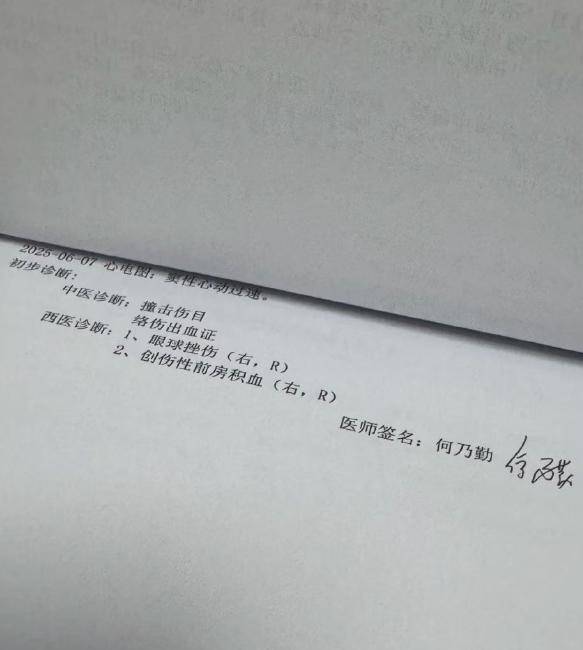 2025-06-07 心电图：窦性心动过速。
初步诊断：
中医诊断：撞击伤目
络伤出血证
西医诊断：1、眼球挫伤（右，R）
2、创伤性前房积血（右，R）
医师签名：何乃勤